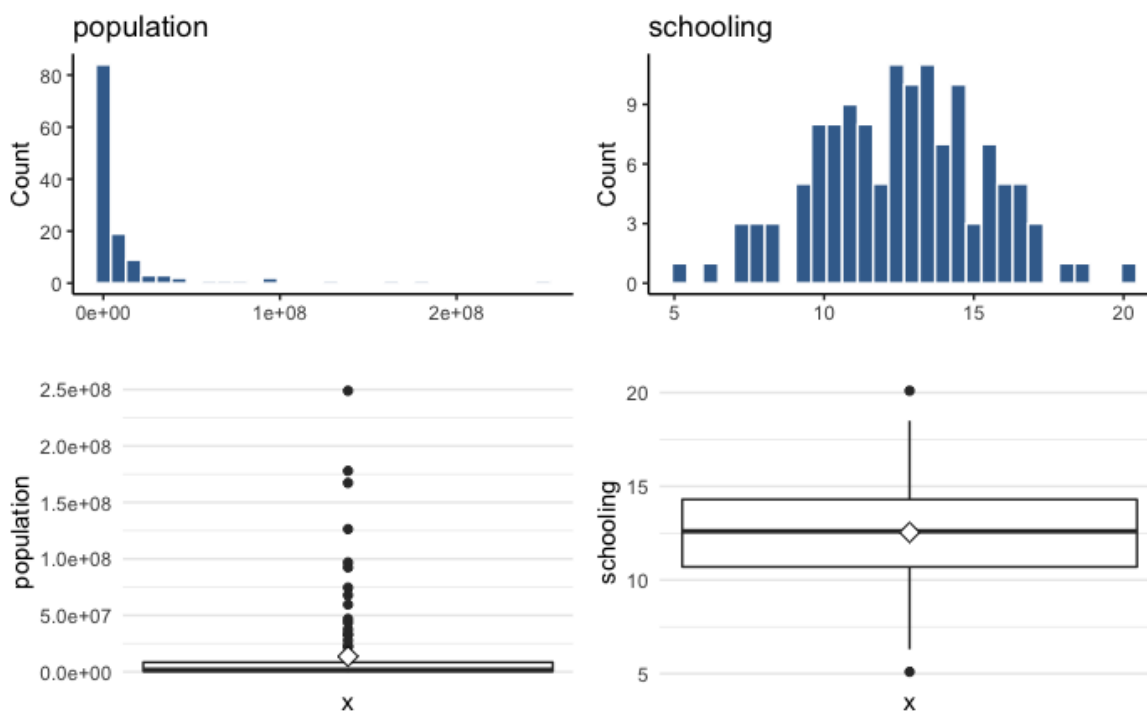 population
Count
80
60
40
20
0
0e+00 1e+08 2e+08
schooling
Count
9
6
3
0
5 10 15 20
population
2.5e+08
2.0e+08
1.5e+08
1.0e+08
5.0e+07
0.0e+00
x
schooling
20
15
10
5
x